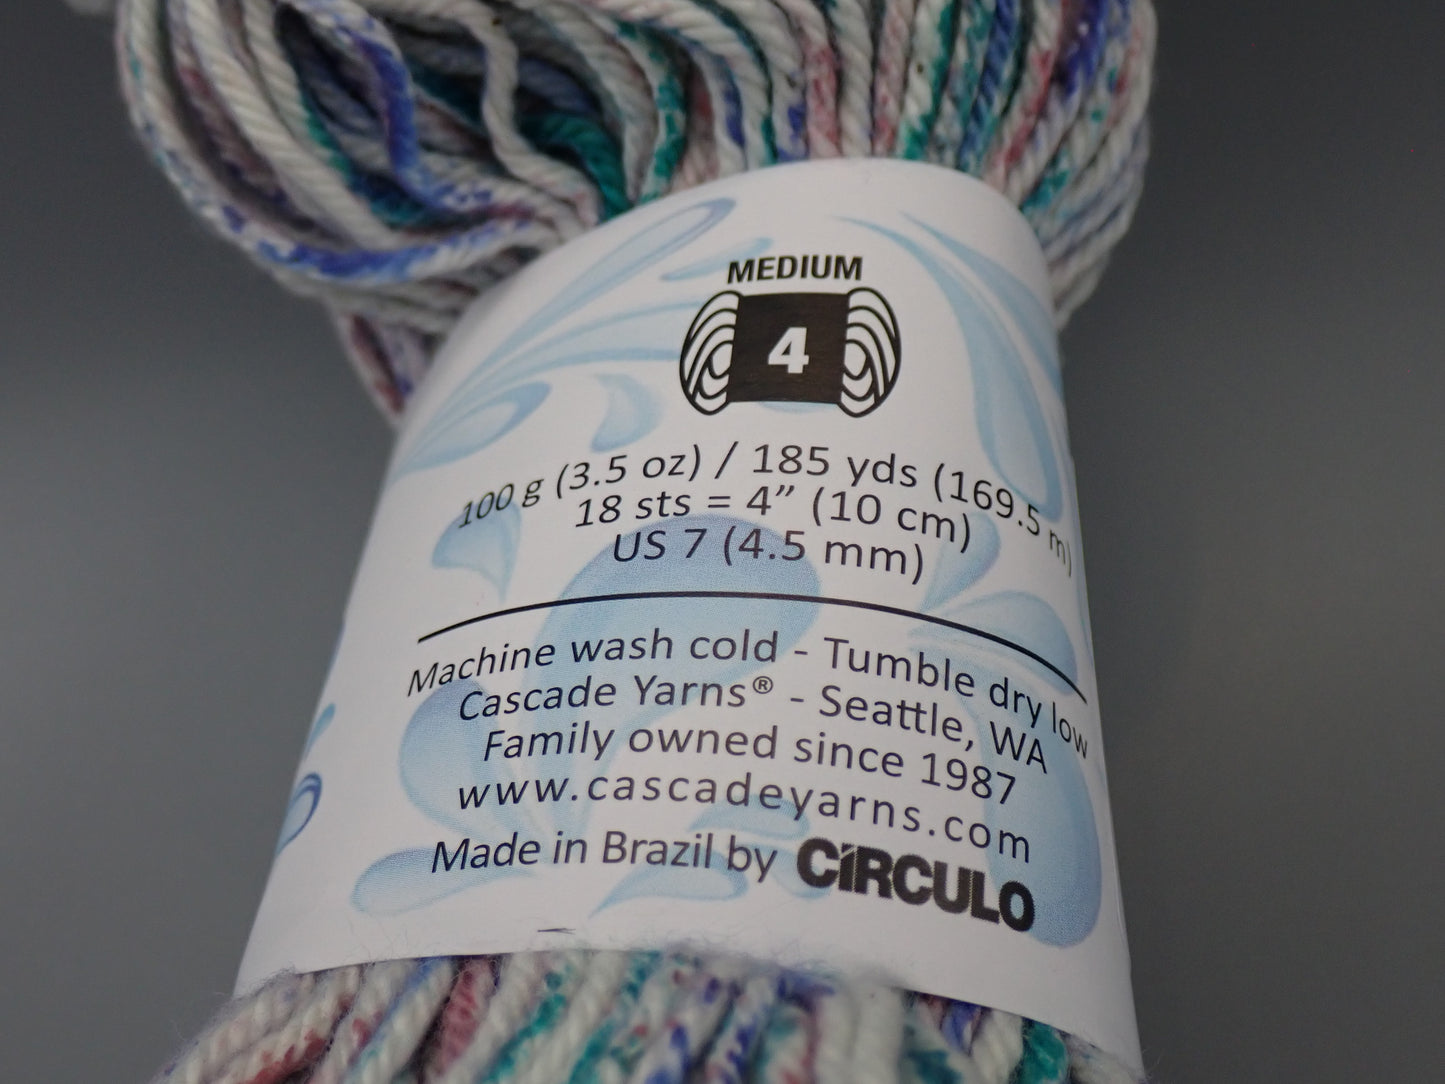 MEDIUM
4
100 g (3.5 oz) / 185 yds (169.5 m)
18 sts = 4” (10 cm)
US 7 (4.5 mm)
Machine wash cold - Tumble dry low
Cascade Yarns® - Seattle, WA
Family owned since 1987
www.cascadeyarns.com
Made in Brazil by CÍRCULO